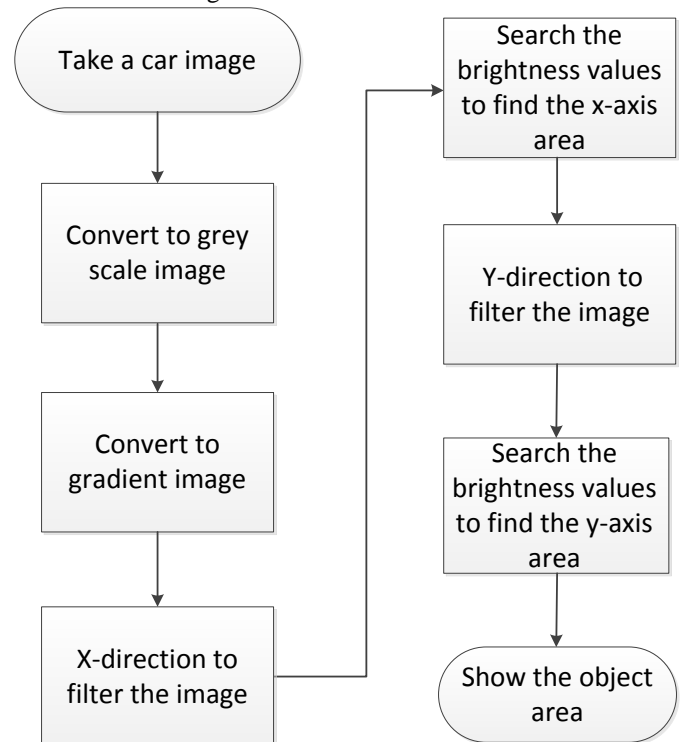 Take a car image
Convert to grey
scale image
Convert to
gradient image
X-direction to
filter the image
Search the
brightness values
to find the x-axis
area
Y-direction to
filter the image
Search the
brightness values
to find the y-axis
area
Show the object
area